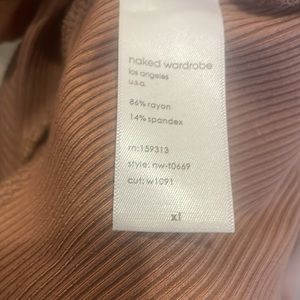 naked wardrobe
los angeles
u.s.a.
86% rayon
14% spandex
rn:159313
style: nw-t0669
cut: w1091
xl